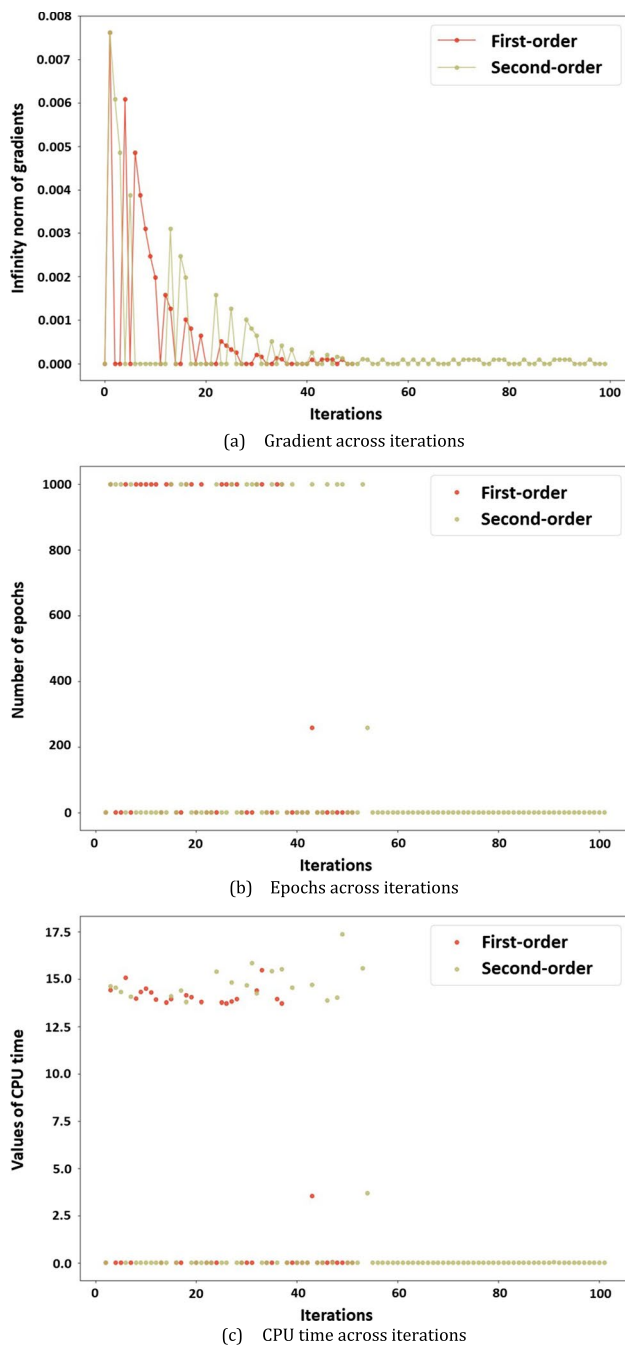 0.008
0.007
0.006
0.005
0.004
0.003
0.002
0.001
0.000
Infinity norm of gradients
First-order
Second-order
0 20 40 60 80 100
Iterations
(a) Gradient across iterations
1000
800
600
400
200
0
Number of epochs
First-order
Second-order
0 20 40 60 80 100
Iterations
(b) Epochs across iterations
17.5
15.0
12.5
10.0
7.5
5.0
2.5
0.0
Values of CPU time
First-order
Second-order
0 20 40 60 80 100
Iterations
(c) CPU time across iterations